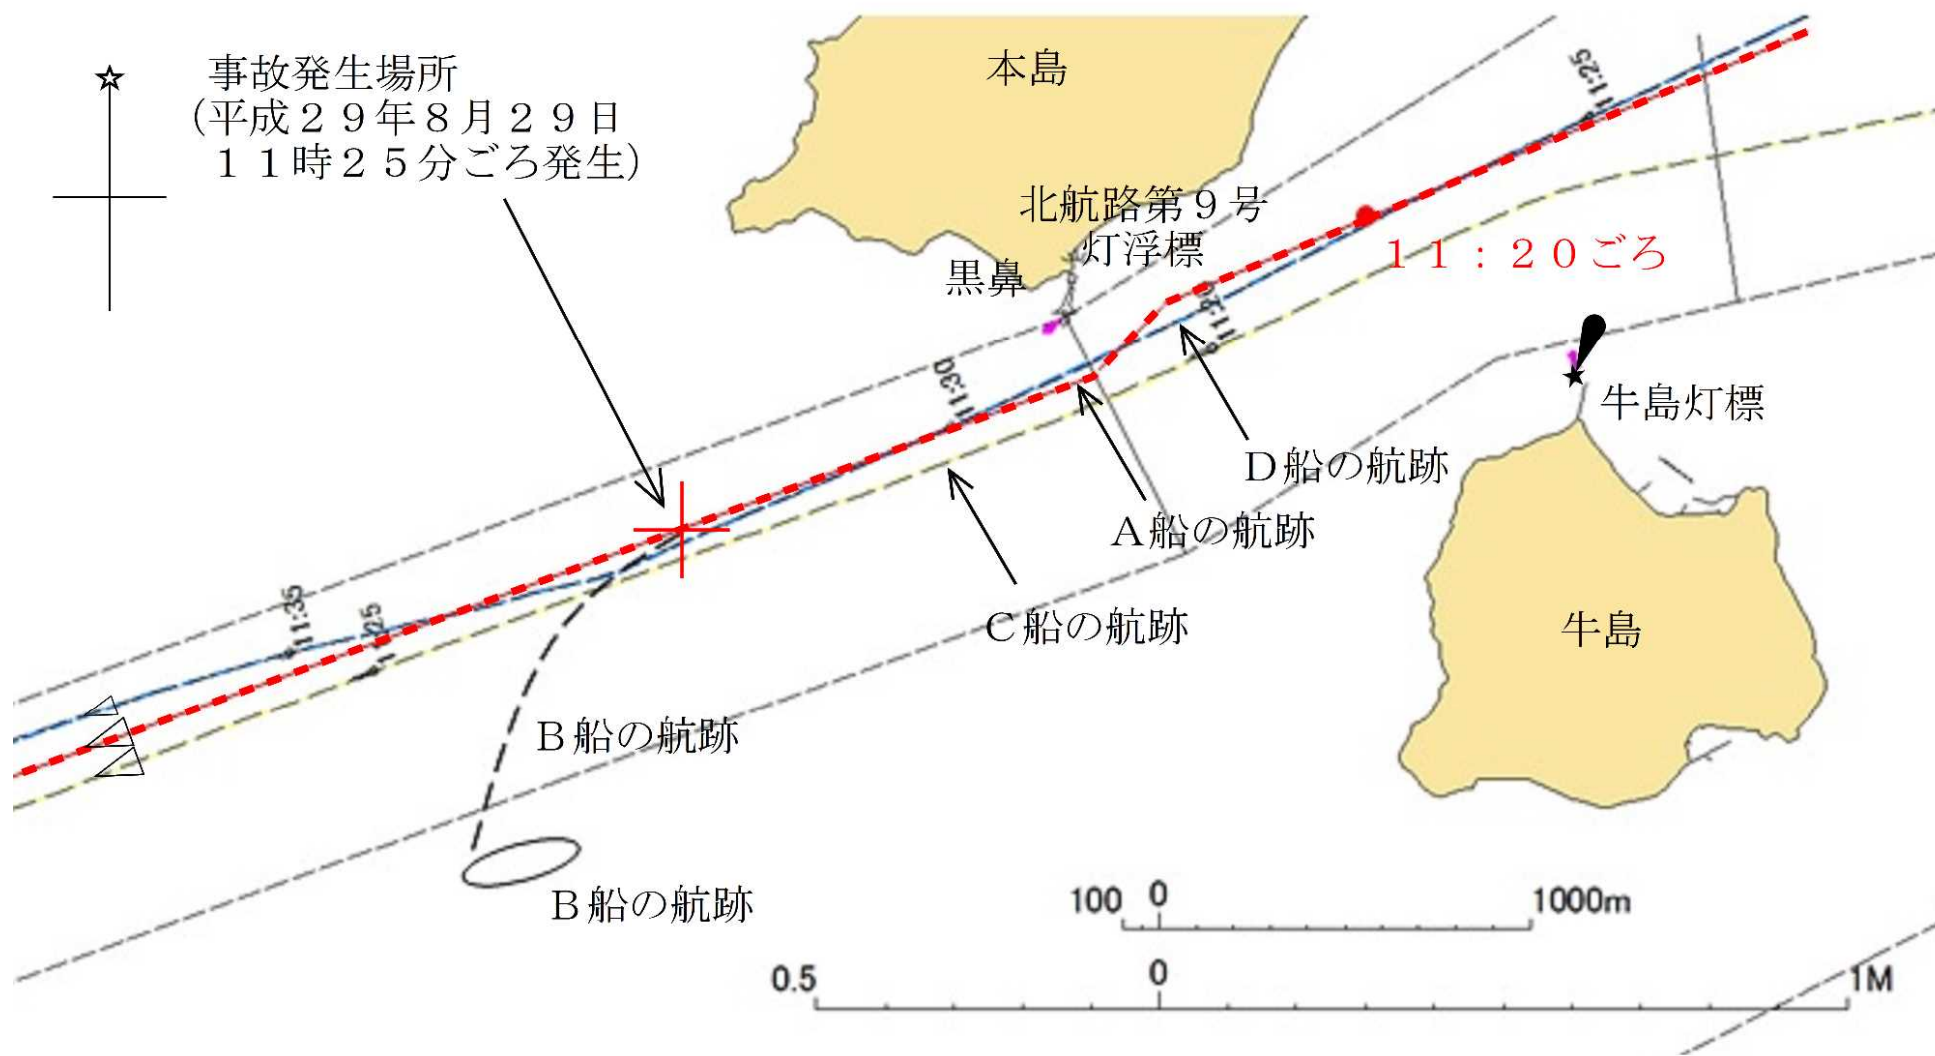 事故発生場所
(平成２９年８月２９日
１１時２５分ごろ発生)
本島
11:25
北航路第９号
灯浮標
黒鼻
１１：２０ごろ
11:20
11:30
牛島灯標
Ｄ船の航跡
Ａ船の航跡
Ｃ船の航跡
牛島
11:35
11:25
Ｂ船の航跡
Ｂ船の航跡
100 0 1000m
0.5 0 1M